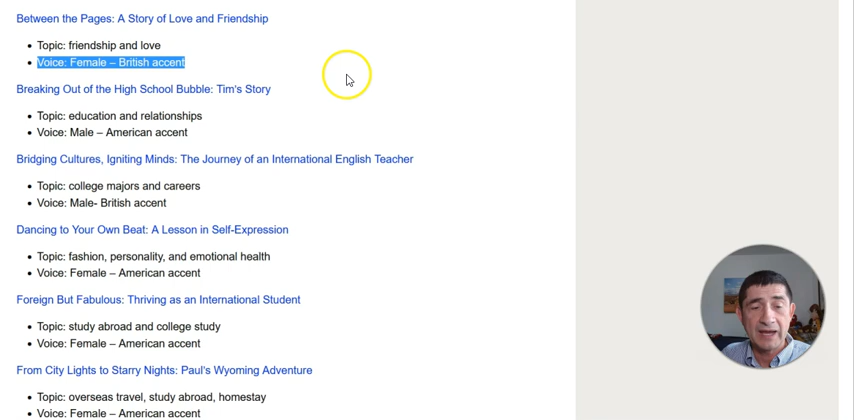 Between the Pages: A Story of Love and Friendship
Topic: friendship and love
Voice: Female – British accent
Breaking Out of the High School Bubble: Tim's Story
Topic: education and relationships
Voice: Male – American accent
Bridging Cultures, Igniting Minds: The Journey of an International English Teacher
Topic: college majors and careers
Voice: Male- British accent
Dancing to Your Own Beat: A Lesson in Self-Expression
Topic: fashion, personality, and emotional health
Voice: Female – American accent
Foreign But Fabulous: Thriving as an International Student
Topic: study abroad and college study
Voice: Female – American accent
From City Lights to Starry Nights: Paul's Wyoming Adventure
Topic: overseas travel, study abroad, homestay
Voice: Female – American accent